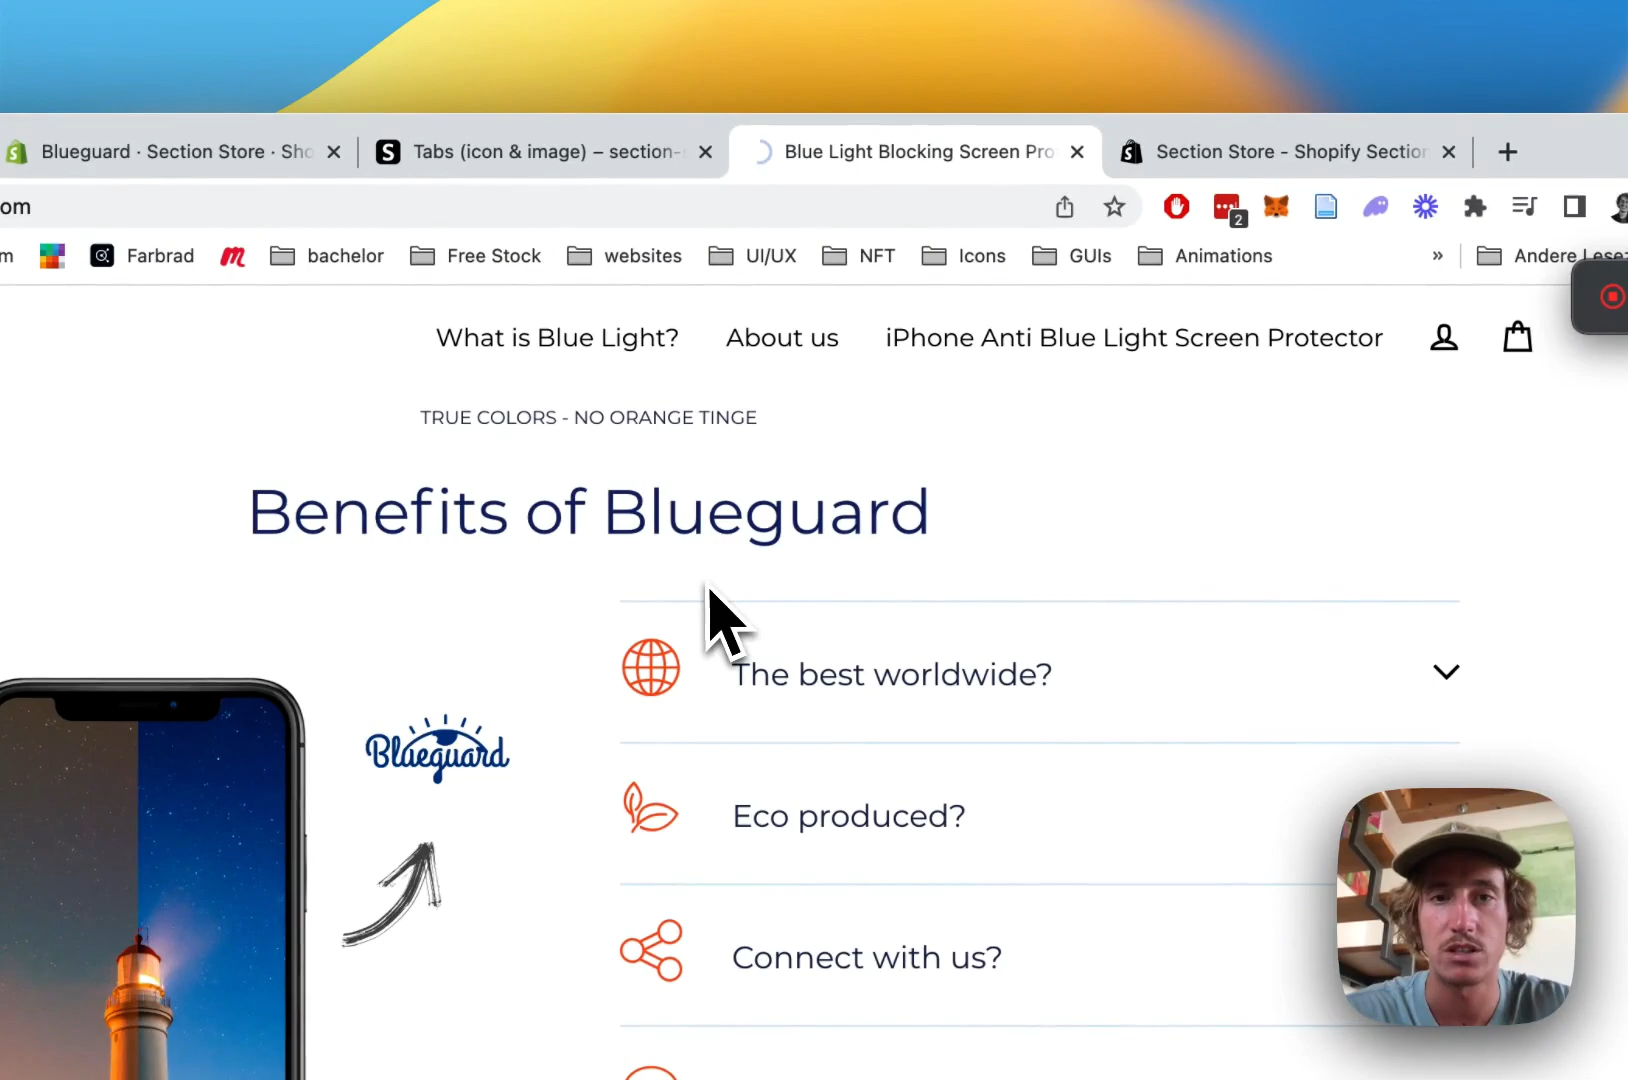 Blueguard · Section Store · Sho
Tabs (icon & image) – section-
Blue Light Blocking Screen Pro
Section Store - Shopify Section
om
2
m
Farbrad
bachelor
Free Stock
websites
UI/UX
NFT
Icons
GUIs
Animations
»
Andere Lesez
What is Blue Light?
About us
iPhone Anti Blue Light Screen Protector
TRUE COLORS - NO ORANGE TINGE
Benefits of Blueguard
The best worldwide?
Blueguard
Eco produced?
Connect with us?